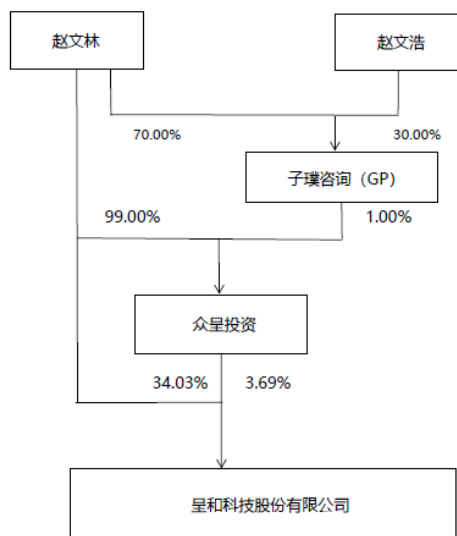 赵文林
赵文浩
70.00%
30.00%
子璞咨询（GP）
99.00%
1.00%
众呈投资
34.03%
3.69%
呈和科技股份有限公司